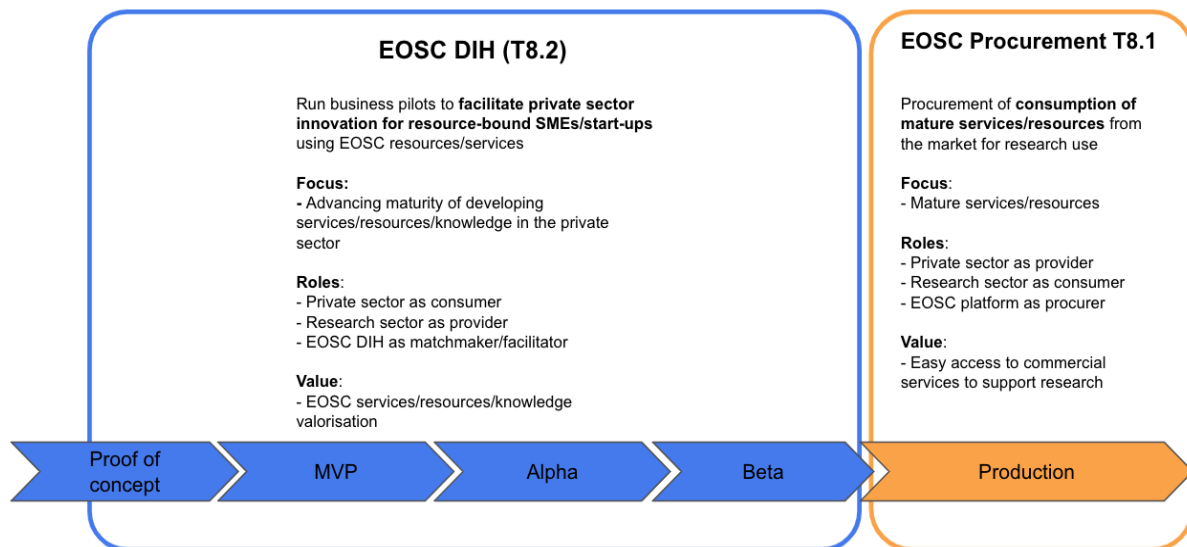 EOSC DIH (T8.2)
Run business pilots to facilitate private sector
innovation for resource-bound SMEs/start-ups
using EOSC resources/services
Focus:
- Advancing maturity of developing
services/resources/knowledge in the private
sector
Roles:
- Private sector as consumer
- Research sector as provider
- EOSC DIH as matchmaker/facilitator
Value:
- EOSC services/resources/knowledge
valorisation
EOSC Procurement T8.1
Procurement of consumption of
mature services/resources from
the market for research use
Focus:
- Mature services/resources
Roles:
- Private sector as provider
- Research sector as consumer
- EOSC platform as procurer
Value:
- Easy access to commercial
services to support research
Proof of
concept
MVP
Alpha
Beta
Production